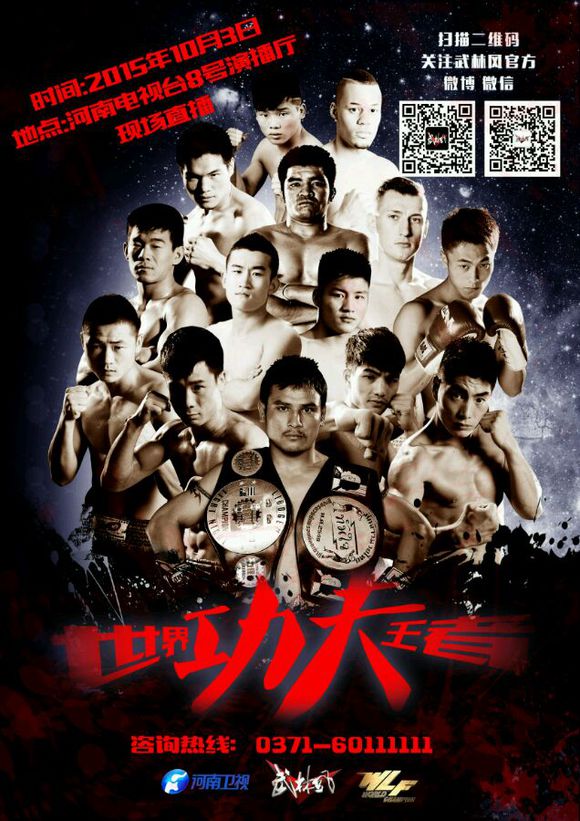 时间:2015年10月3日
地点:河南电视台8号演播厅
现场直播
扫描二维码
关注武林风官方
微博 微信
世界功夫王者
咨询热线: 0371-60111111
河南卫视
武林风
WLF